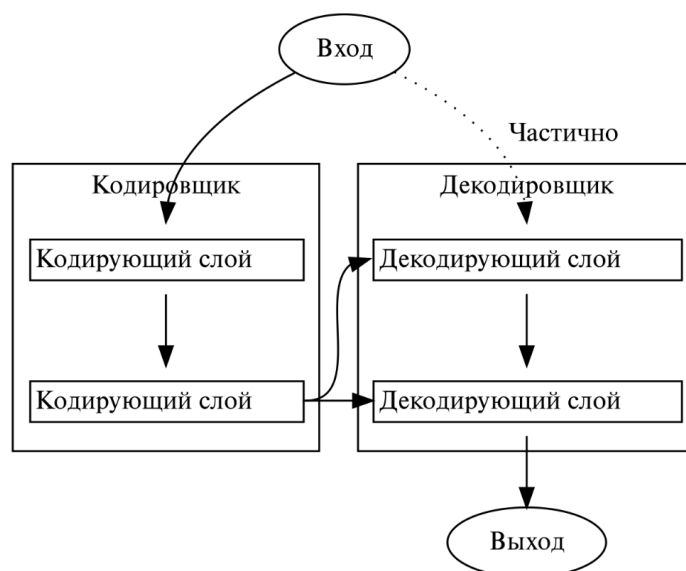 Вход
Частично
Кодировщик
Декодировщик
Кодирующий слой
Декодирующий слой
Кодирующий слой
Декодирующий слой
Выход